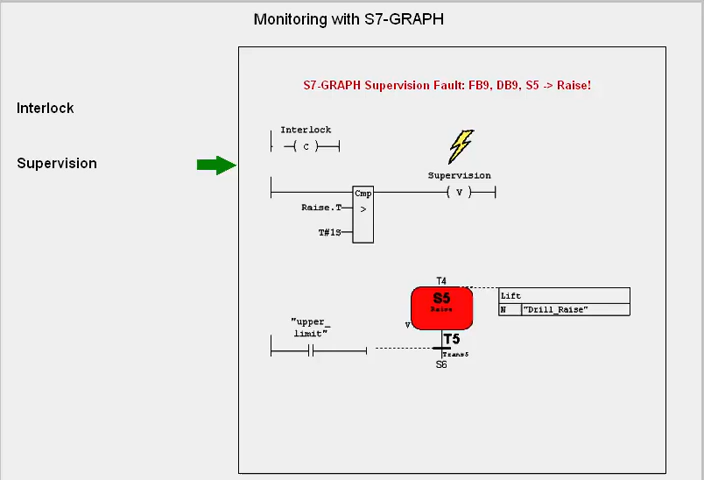 Monitoring with S7-GRAPH
S7-GRAPH Supervision Fault: FB9, DB9, S5 -> Raise!
Interlock
Interlock
C
Supervision
Supervision
V
Cmp
Raise.T
>
T#1S
T4
S5
Raise
V
Lift
N "Drill_Raise"
"upper_
limit"
T5
Trans5
S6